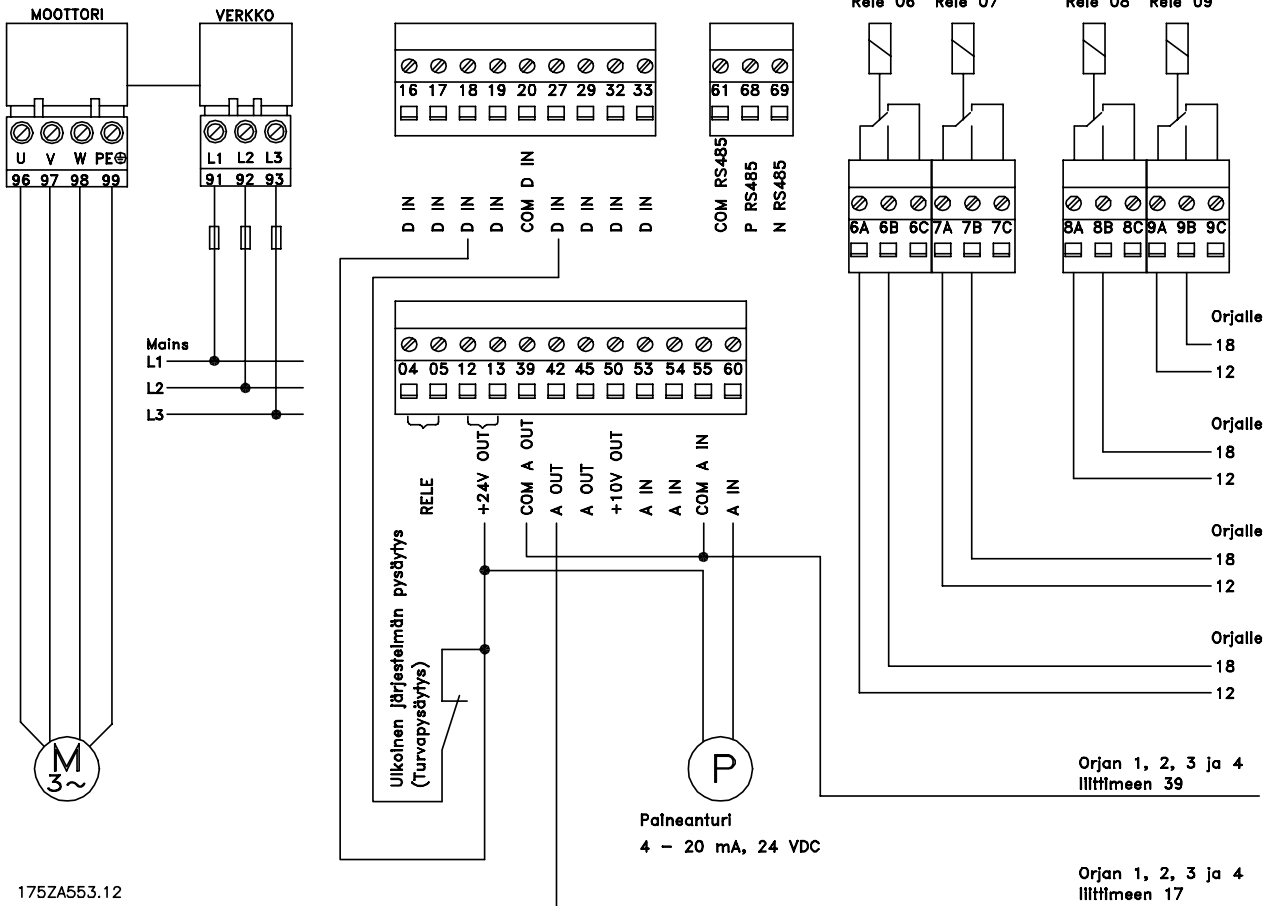 MOOTTORI
VERKKO
Rele 06 Rele 07 Rele 08 Rele 09
16 17 18 19 20 27 29 32 33
61 68 69
U V W PE
96 97 98 99
L1 L2 L3
91 92 93
D IN
D IN
D IN
D IN
COM D IN
D IN
D IN
D IN
D IN
COM RS485
P RS485
N RS485
6A 6B 6C 7A 7B 7C
8A 8B 8C 9A 9B 9C
Mains
L1
L2
L3
04 05 12 13 39 42 45 50 53 54 55 60
RELE
+24V OUT
COM A OUT
A OUT
A OUT
+10V OUT
A IN
A IN
COM A IN
A IN
Orjalle
18
12
Orjalle
18
12
Orjalle
18
12
Orjalle
18
12
Ulkoinen järjestelmän pysäytys
(Turvapysäytys)
M
3~
P
Paineanturi
4 – 20 mA, 24 VDC
Orjan 1, 2, 3 ja 4
liittimeen 39
Orjan 1, 2, 3 ja 4
liittimeen 17
175ZA553.12